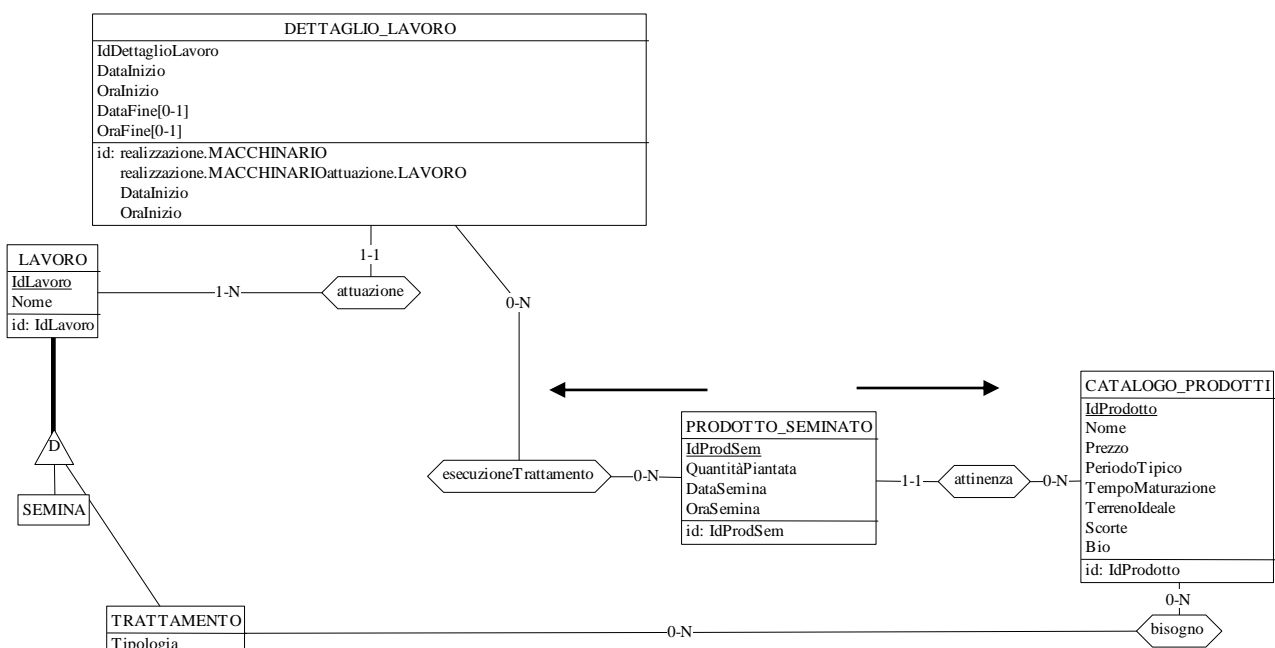 DETTAGLIO_LAVORO
IdDettaglioLavoro
DataInizio
OraInizio
DataFine[0-1]
OraFine[0-1]
id: realizzazione.MACCHINARIO
realizzazione.MACCHINARIOattuazione.LAVORO
DataInizio
OraInizio
LAVORO
IdLavoro
Nome
id: IdLavoro
1-1
1-N
attuazione
0-N
D
SEMINA
esecuzioneTrattamento
0-N
PRODOTTO_SEMINATO
IdProdSem
QuantitàPiantata
DataSemina
OraSemina
id: IdProdSem
1-1
attinenza
0-N
CATALOGO_PRODOTTI
IdProdotto
Nome
Prezzo
PeriodoTipico
TempoMaturazione
TerrenoIdeale
Scorte
Bio
id: IdProdotto
0-N
TRATTAMENTO
Tipologia
0-N
bisogno